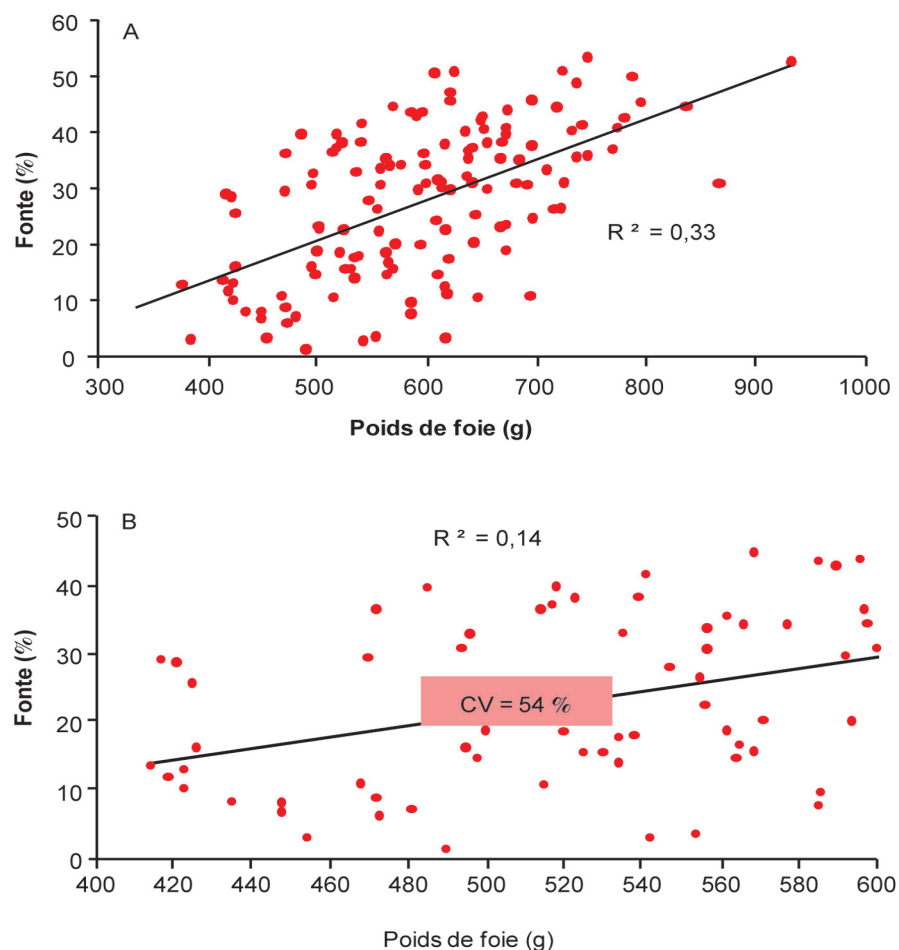 A
60
50
40
30
20
10
0
Fonte (%)
R ² = 0,33
300 400 500 600 700 800 900 1000
Poids de foie (g)
B
50
40
30
20
10
0
Fonte (%)
R ² = 0,14
CV = 54 %
400 420 440 460 480 500 520 540 560 580 600
Poids de foie (g)